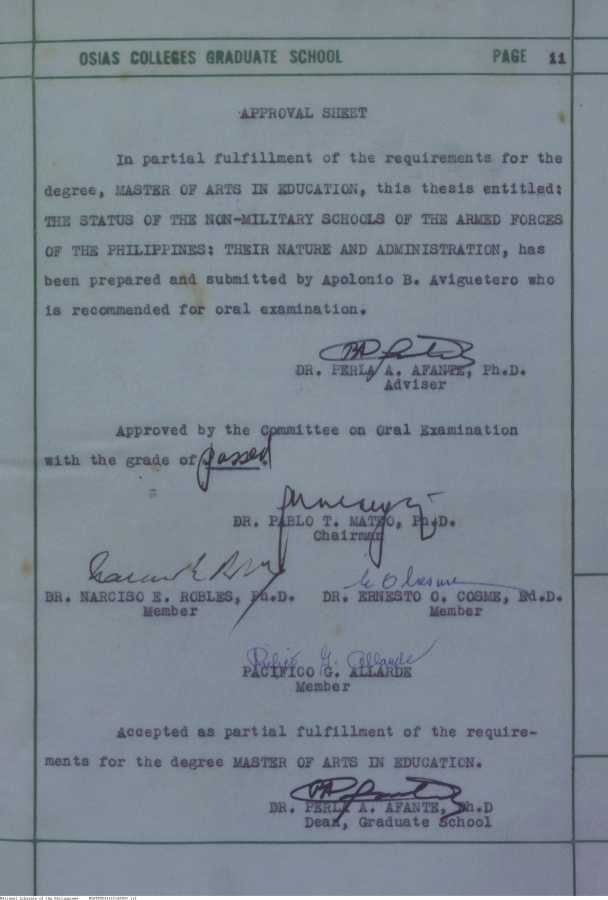 OSIAS COLLEGES GRADUATE SCHOOL PAGE 11
APPROVAL SHEET
In partial fulfillment of the requirements for the
degree, MASTER OF ARTS IN EDUCATION, this thesis entitled:
THE STATUS OF THE NON-MILITARY SCHOOLS OF THE ARMED FORCES
OF THE PHILIPPINES: THEIR NATURE AND ADMINISTRATION, has
been prepared and submitted by Apolonio B. Aviguetero who
is recommended for oral examination.
DR. PERLA A. AFANTE, Ph.D.
Adviser
Approved by the Committee on Oral Examination
with the grade of passed.
DR. PABLO T. MATEO, Ph.D.
Chairman
DR. NARCISO E. ROBLES, Ph.D. DR. ERNESTO O. COSME, Ed.D.
Member Member
PACIFICO G. ALLARDE
Member
Accepted as partial fulfillment of the require-
ments for the degree MASTER OF ARTS IN EDUCATION.
DR. PERLA A. AFANTE, Ph.D
Dean, Graduate School
National Library of the Philippines